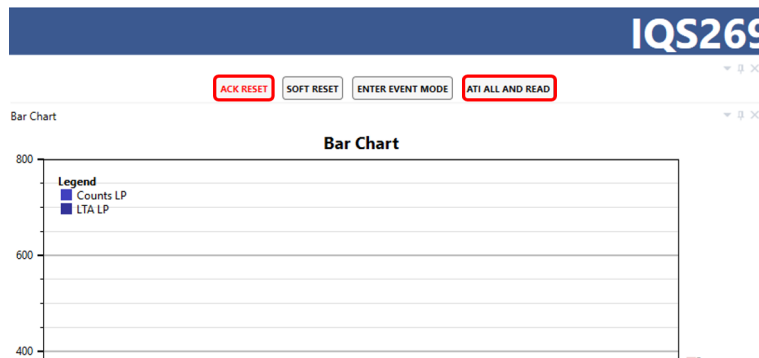 IQS269
ACK RESET SOFT RESET ENTER EVENT MODE ATI ALL AND READ
Bar Chart
Bar Chart
800
Legend
Counts LP
LTA LP
600
400